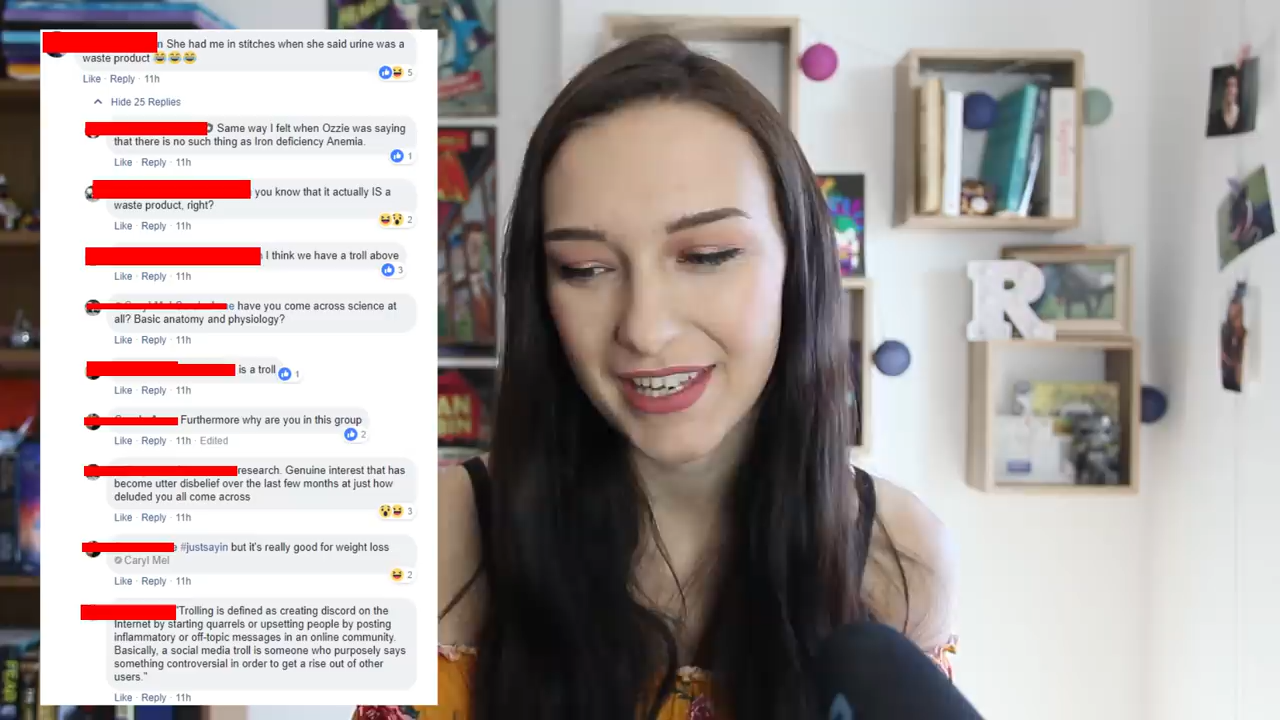 n She had me in stitches when she said urine was a
waste product 😂😂😂
Like · Reply · 11h
5
Hide 25 Replies
Same way I felt when Ozzie was saying
that there is no such thing as Iron deficiency Anemia.
Like · Reply · 11h
1
you know that it actually IS a
waste product, right?
Like · Reply · 11h
2
I think we have a troll above
Like · Reply · 11h
3
e have you come across science at
all? Basic anatomy and physiology?
Like · Reply · 11h
is a troll
1
Like · Reply · 11h
Furthermore why are you in this group
Like · Reply · 11h · Edited
2
research. Genuine interest that has
become utter disbelief over the last few months at just how
deluded you all come across
Like · Reply · 11h
3
e #justsayin but it's really good for weight loss
Caryl Mel
Like · Reply · 11h
2
"Trolling is defined as creating discord on the
Internet by starting quarrels or upsetting people by posting
inflammatory or off-topic messages in an online community.
Basically, a social media troll is someone who purposely says
something controversial in order to get a rise out of other
users."
Like · Reply · 11h
R